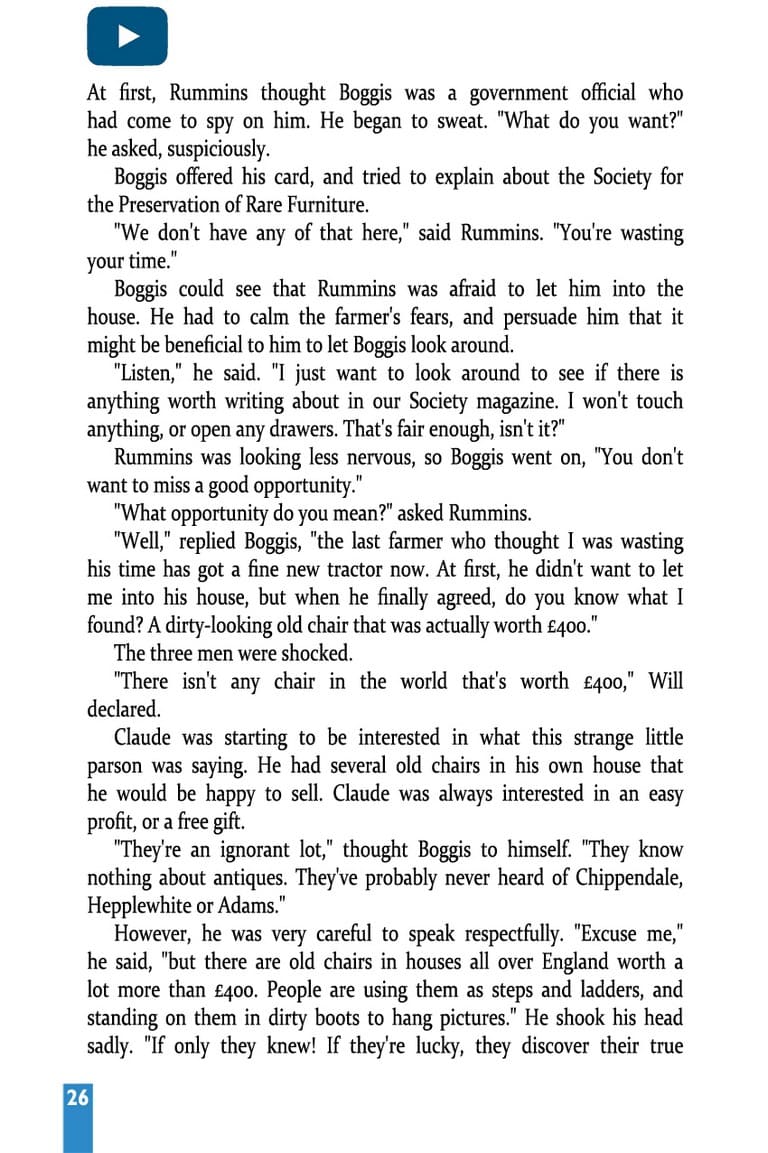 At first, Rummins thought Boggis was a government official who
had come to spy on him. He began to sweat. "What do you want?"
he asked, suspiciously.
Boggis offered his card, and tried to explain about the Society for
the Preservation of Rare Furniture.
"We don't have any of that here," said Rummins. "You're wasting
your time."
Boggis could see that Rummins was afraid to let him into the
house. He had to calm the farmer's fears, and persuade him that it
might be beneficial to him to let Boggis look around.
"Listen," he said. "I just want to look around to see if there is
anything worth writing about in our Society magazine. I won't touch
anything, or open any drawers. That's fair enough, isn't it?"
Rummins was looking less nervous, so Boggis went on, "You don't
want to miss a good opportunity."
"What opportunity do you mean?" asked Rummins.
"Well," replied Boggis, "the last farmer who thought I was wasting
his time has got a fine new tractor now. At first, he didn't want to let
me into his house, but when he finally agreed, do you know what I
found? A dirty-looking old chair that was actually worth £400."
The three men were shocked.
"There isn't any chair in the world that's worth £400," Will
declared.
Claude was starting to be interested in what this strange little
parson was saying. He had several old chairs in his own house that
he would be happy to sell. Claude was always interested in an easy
profit, or a free gift.
"They're an ignorant lot," thought Boggis to himself. "They know
nothing about antiques. They've probably never heard of Chippendale,
Hepplewhite or Adams."
However, he was very careful to speak respectfully. "Excuse me,"
he said, "but there are old chairs in houses all over England worth a
lot more than £400. People are using them as steps and ladders, and
standing on them in dirty boots to hang pictures." He shook his head
sadly. "If only they knew! If they're lucky, they discover their true
26